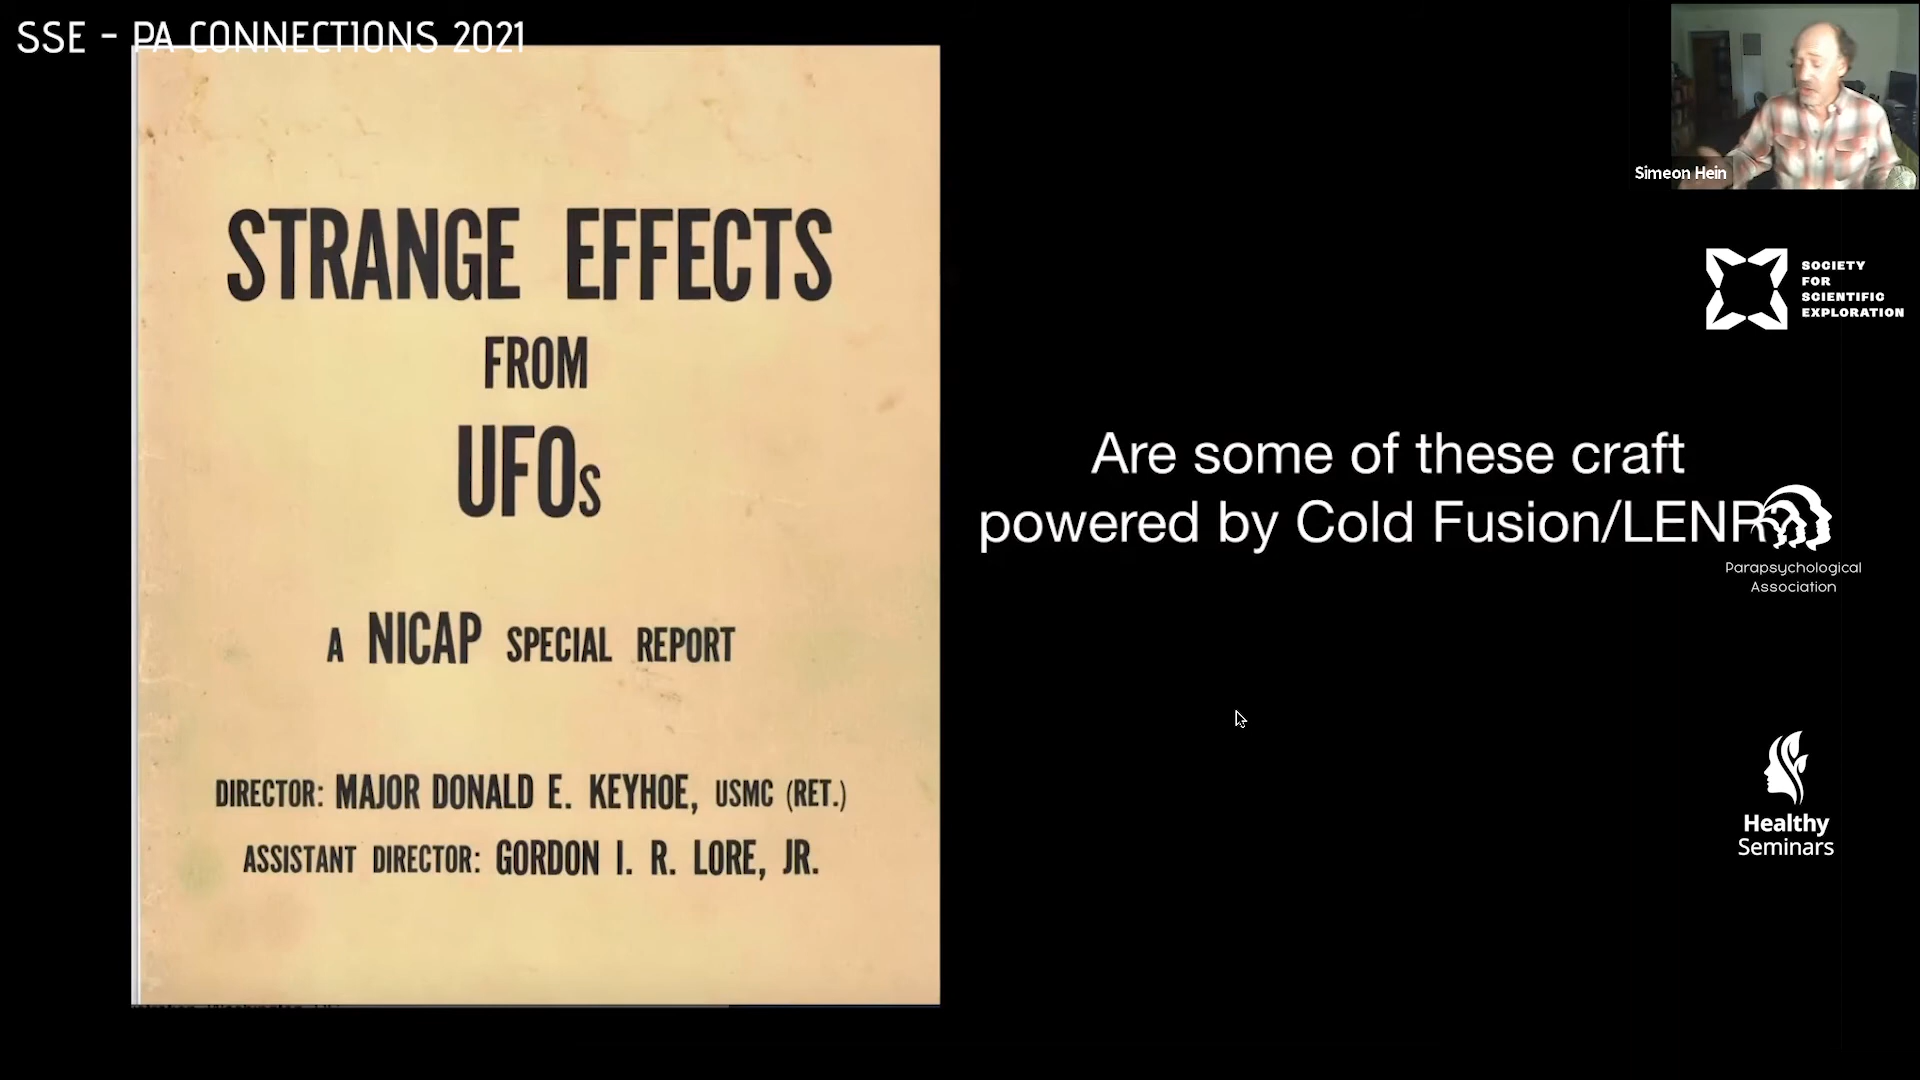 SSE - PA CONNECTIONS 2021
STRANGE EFFECTS
FROM
UFOs
A NICAP SPECIAL REPORT
DIRECTOR: MAJOR DONALD E. KEYHOE, USMC (RET.)
ASSISTANT DIRECTOR: GORDON I. R. LORE, JR.
Are some of these craft
powered by Cold Fusion/LENR
Simeon Hein
SOCIETY
FOR
SCIENTIFIC
EXPLORATION
Parapsychological
Association
Healthy
Seminars